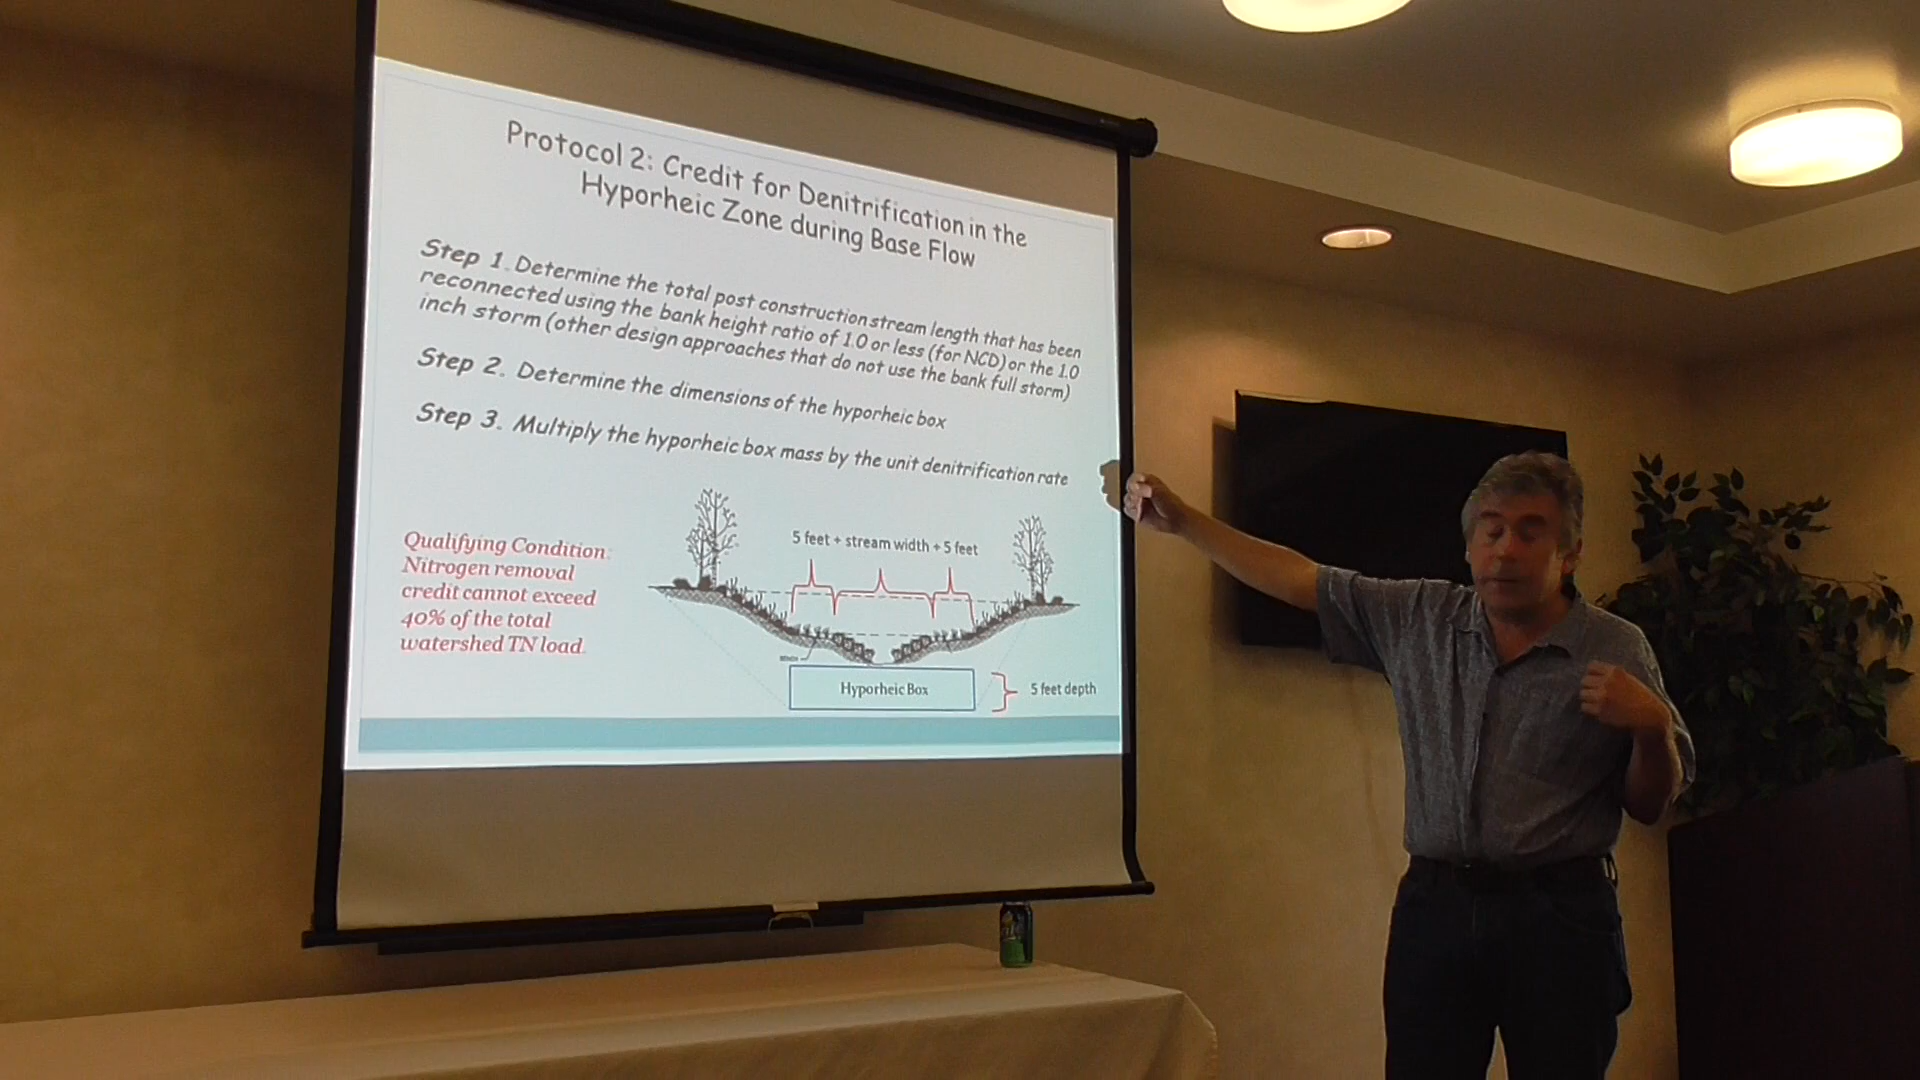 Protocol 2: Credit for Denitrification in the
Hyporheic Zone during Base Flow
Step 1. Determine the total post construction stream length that has been
reconnected using the bank height ratio of 1.0 or less (for NCD) or the 1.0
inch storm (other design approaches that do not use the bank full storm)
Step 2. Determine the dimensions of the hyporheic box
Step 3. Multiply the hyporheic box mass by the unit denitrification rate
Qualifying Condition:
Nitrogen removal
credit cannot exceed
40% of the total
watershed TN load.
5 feet + stream width + 5 feet
Hyporheic Box
5 feet depth